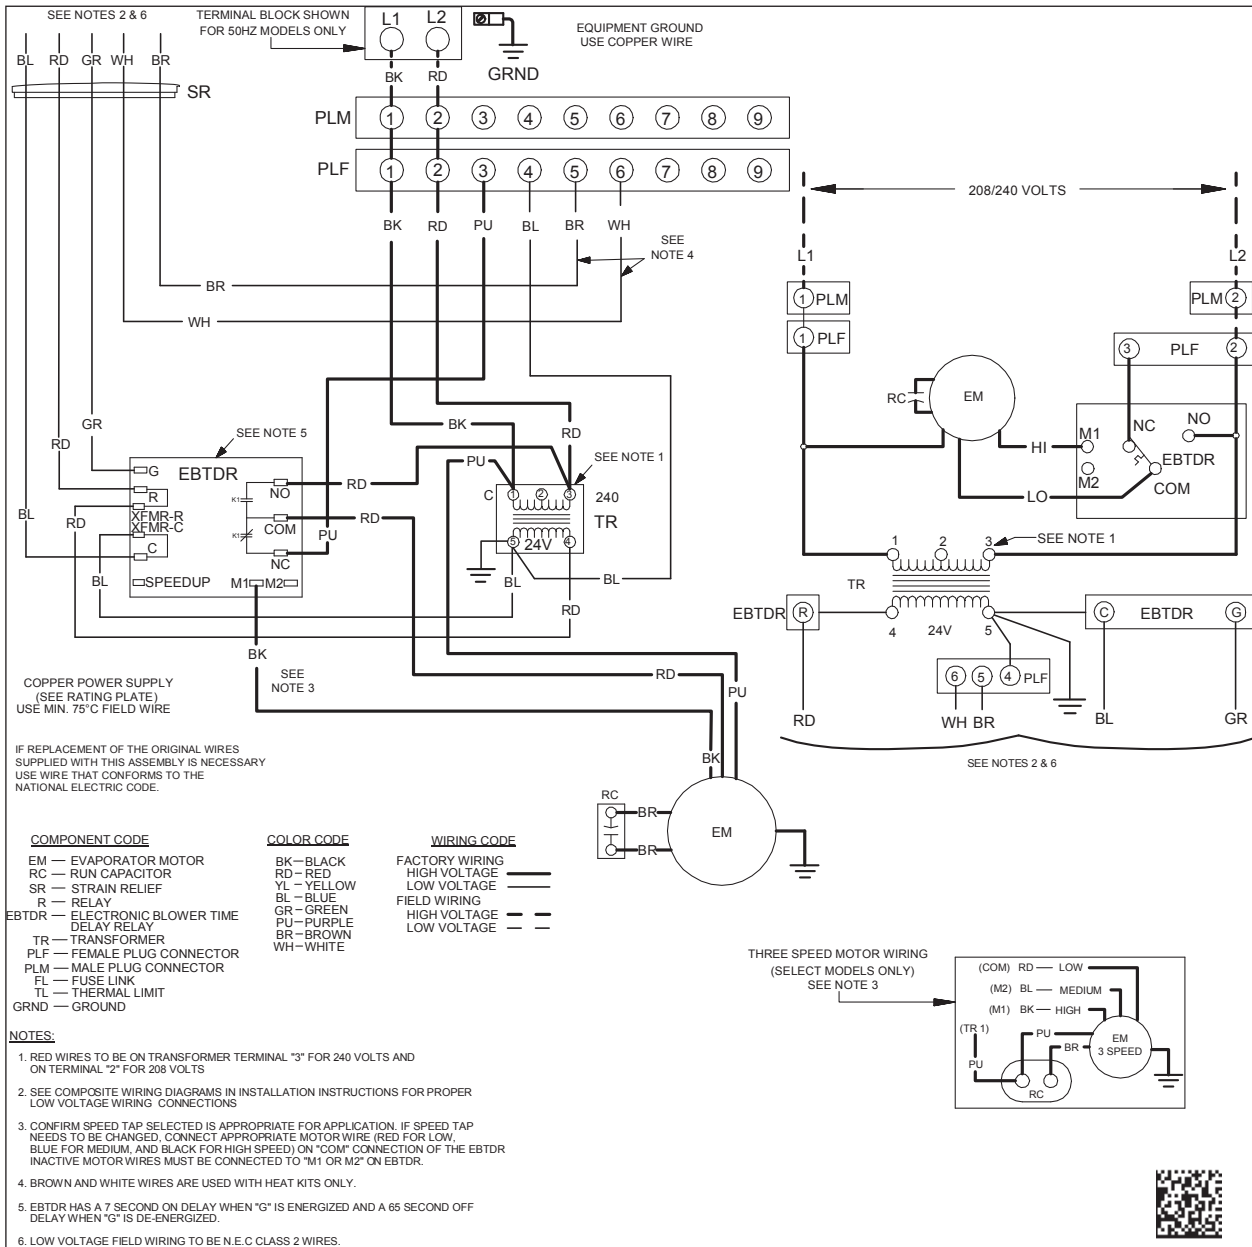 SEE NOTES 2 & 6
BL RD GR WH BR
SR
TERMINAL BLOCK SHOWN
FOR 50HZ MODELS ONLY
L1 L2
BK RD
GRND
EQUIPMENT GROUND
USE COPPER WIRE
PLM 1 2 3 4 5 6 7 8 9
PLF 1 2 3 4 5 6 7 8 9
BK RD PU BL BR WH
SEE
NOTE 4
BR
WH
GR
RD
BL
RD
BL
SEE NOTE 5
EBTDR
G
R
XFMR-R
XFMR-C
C
SPEEDUP
M1 M2
K1
K1
NO
COM
NC
RD
RD
PU
BK
PU
RD
SEE NOTE 1
C 1 2 3 240
TR
5 24V 4
BL
BL
RD
BK
SEE
NOTE 3
RD
PU
BK
RC
BR
BR
EM
208/240 VOLTS
L1
L2
1 PLM
1 PLF
PLM 2
3 PLF 2
RC
EM
HI
LO
M1
M2
NC
NO
EBTDR
COM
1 2 3
SEE NOTE 1
TR
4 24V 5
EBTDR R
C EBTDR G
6 5 4 PLF
RD
WH BR
BL
GR
SEE NOTES 2 & 6
COPPER POWER SUPPLY
(SEE RATING PLATE)
USE MIN. 75°C FIELD WIRE
IF REPLACEMENT OF THE ORIGINAL WIRES
SUPPLIED WITH THIS ASSEMBLY IS NECESSARY
USE WIRE THAT CONFORMS TO THE
NATIONAL ELECTRIC CODE.
COMPONENT CODE
EM — EVAPORATOR MOTOR
RC — RUN CAPACITOR
SR — STRAIN RELIEF
R — RELAY
EBTDR — ELECTRONIC BLOWER TIME
DELAY RELAY
TR — TRANSFORMER
PLF — FEMALE PLUG CONNECTOR
PLM — MALE PLUG CONNECTOR
FL — FUSE LINK
TL — THERMAL LIMIT
GRND — GROUND
COLOR CODE
BK–BLACK
RD–RED
YL–YELLOW
BL–BLUE
GR–GREEN
PU–PURPLE
BR–BROWN
WH–WHITE
WIRING CODE
FACTORY WIRING
HIGH VOLTAGE
LOW VOLTAGE
FIELD WIRING
HIGH VOLTAGE
LOW VOLTAGE
THREE SPEED MOTOR WIRING
(SELECT MODELS ONLY)
SEE NOTE 3
(COM) RD — LOW
(M2) BL — MEDIUM
(M1) BK — HIGH
(TR 1)
PU
PU
BR
EM
3 SPEED
RC
NOTES:
1. RED WIRES TO BE ON TRANSFORMER TERMINAL "3" FOR 240 VOLTS AND
ON TERMINAL "2" FOR 208 VOLTS
2. SEE COMPOSITE WIRING DIAGRAMS IN INSTALLATION INSTRUCTIONS FOR PROPER
LOW VOLTAGE WIRING CONNECTIONS
3. CONFIRM SPEED TAP SELECTED IS APPROPRIATE FOR APPLICATION. IF SPEED TAP
NEEDS TO BE CHANGED, CONNECT APPROPRIATE MOTOR WIRE (RED FOR LOW,
BLUE FOR MEDIUM, AND BLACK FOR HIGH SPEED) ON "COM" CONNECTION OF THE EBTDR
INACTIVE MOTOR WIRES MUST BE CONNECTED TO "M1 OR M2" ON EBTDR.
4. BROWN AND WHITE WIRES ARE USED WITH HEAT KITS ONLY.
5. EBTDR HAS A 7 SECOND ON DELAY WHEN "G" IS ENERGIZED AND A 65 SECOND OFF
DELAY WHEN "G" IS DE-ENERGIZED.
6. LOW VOLTAGE FIELD WIRING TO BE N.E.C CLASS 2 WIRES.